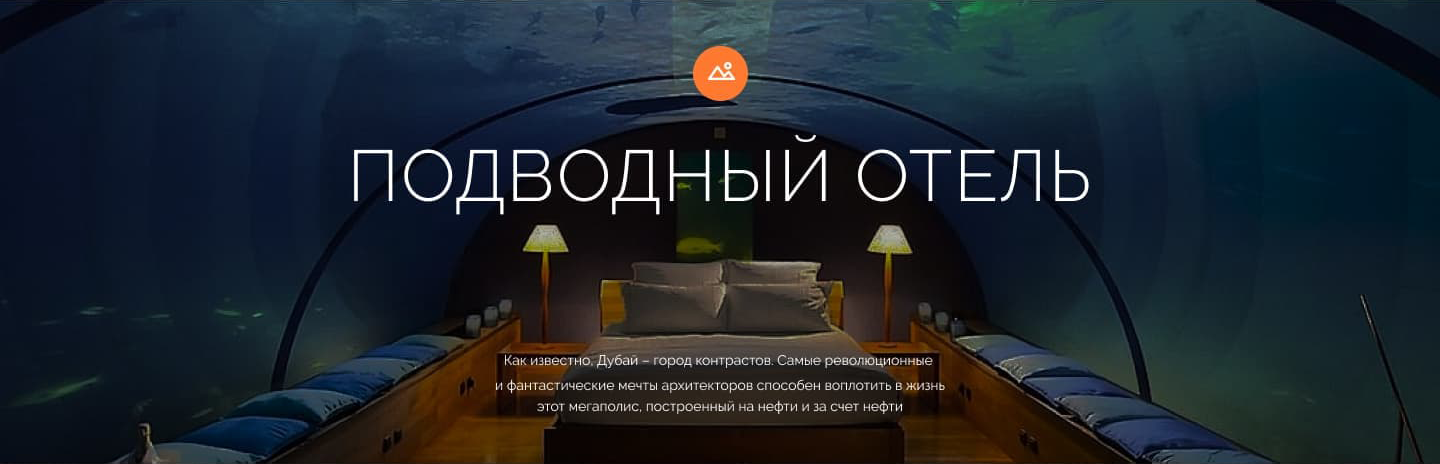 ПОДВОДНЫЙ ОТЕЛЬ
Как известно, Дубай – город контрастов. Самые революционные
и фантастические мечты архитекторов способен воплотить в жизнь
этот мегаполис, построенный на нефти и за счет нефти